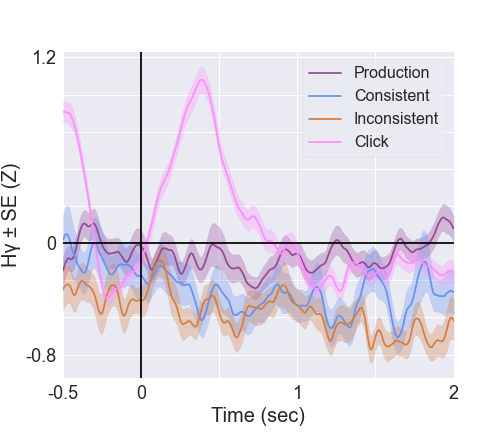 1.2
0
-0.8
Hγ ± SE (Z)
Production
Consistent
Inconsistent
Click
-0.5
0
1
2
Time (sec)